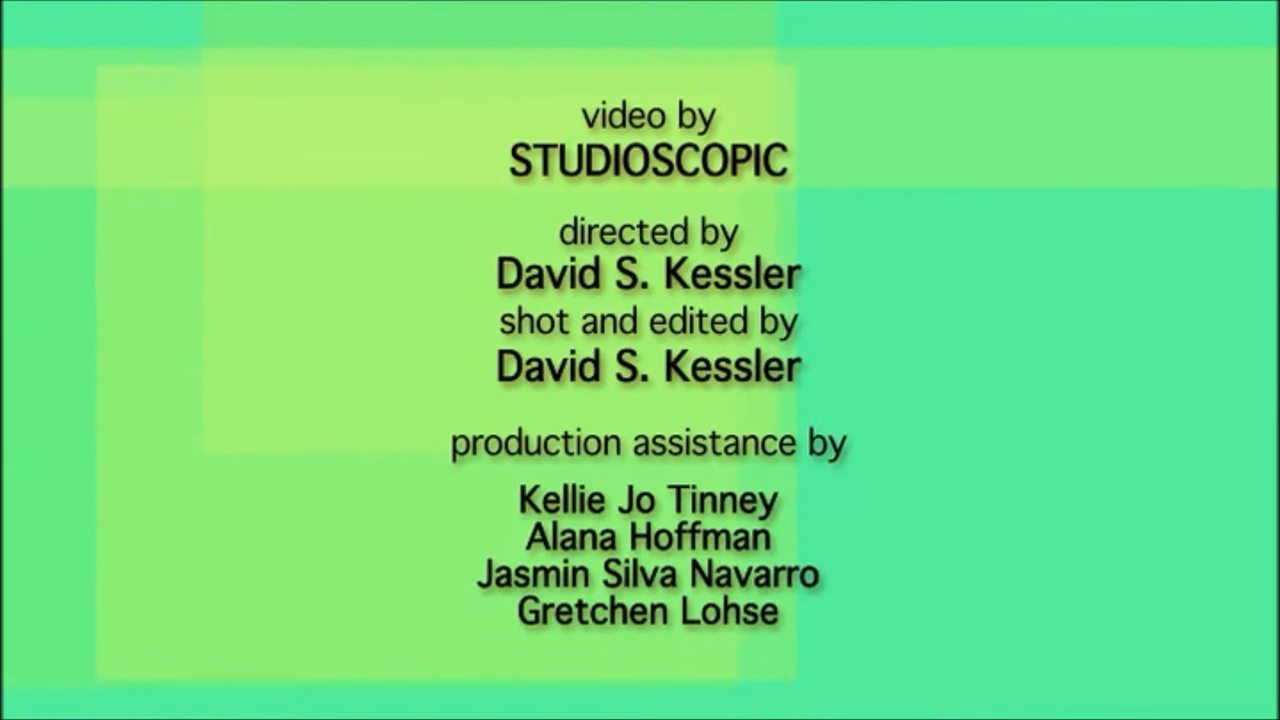 video by
STUDIOSCOPIC
directed by
David S. Kessler
shot and edited by
David S. Kessler
production assistance by
Kellie Jo Tinney
Alana Hoffman
Jasmin Silva Navarro
Gretchen Lohse